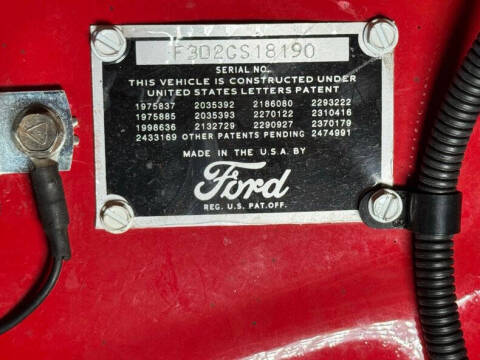 F3D2GS18190
SERIAL NO.
THIS VEHICLE IS CONSTRUCTED UNDER
UNITED STATES LETTERS PATENT
1975837 2035392 2186080 2293222
1975885 2035393 2270122 2310416
1998636 2132729 2290927 2370179
2433169 OTHER PATENTS PENDING 2474991
MADE IN THE U.S.A. BY
Ford
REG. U.S. PAT. OFF.